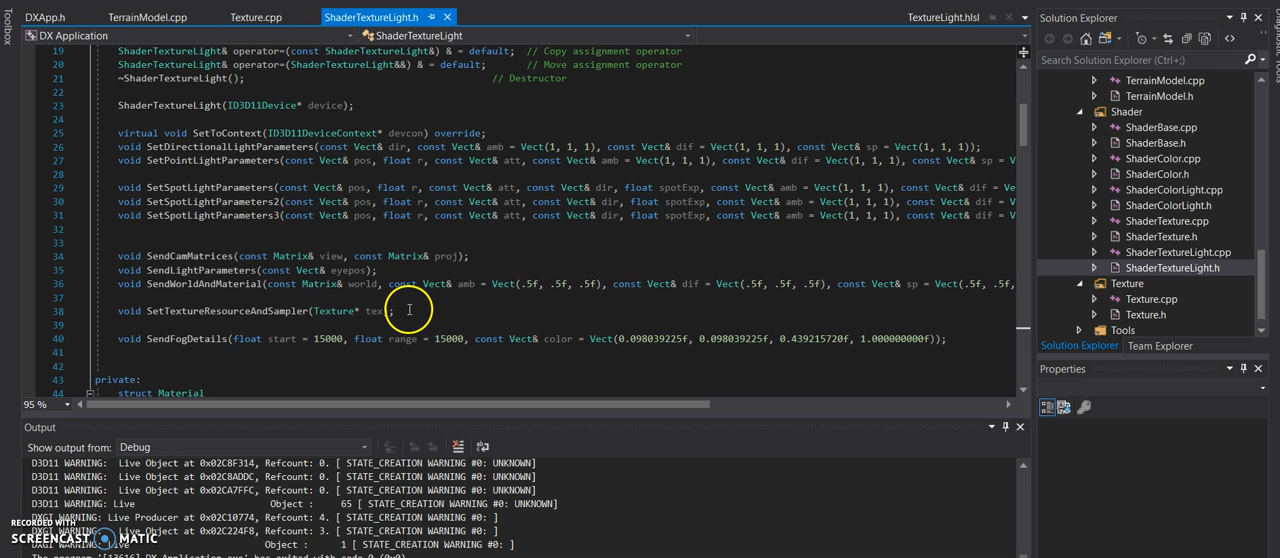 DXApp.h TerrainModel.cpp Texture.cpp ShaderTextureLight.h TextureLight.hlsl
Toolbox
DX Application ShaderTextureLight
19 ShaderTextureLight& operator=(const ShaderTextureLight&) & = default; // Copy assignment operator
20 ShaderTextureLight& operator=(ShaderTextureLight&&) & = default; // Move assignment operator
21 ~ShaderTextureLight(); // Destructor
22
23 ShaderTextureLight(ID3D11Device* device);
24
25 virtual void SetToContext(ID3D11DeviceContext* devcon) override;
26 void SetDirectionalLightParameters(const Vect& dir, const Vect& amb = Vect(1, 1, 1), const Vect& dif = Vect(1, 1, 1), const Vect& sp = Vect(1, 1, 1));
27 void SetPointLightParameters(const Vect& pos, float r, const Vect& att, const Vect& amb = Vect(1, 1, 1), const Vect& dif = Vect(1, 1, 1), const Vect& sp = V
28
29 void SetSpotLightParameters(const Vect& pos, float r, const Vect& att, const Vect& dir, float spotExp, const Vect& amb = Vect(1, 1, 1), const Vect& dif = Ve
30 void SetSpotLightParameters2(const Vect& pos, float r, const Vect& att, const Vect& dir, float spotExp, const Vect& amb = Vect(1, 1, 1), const Vect& dif = V
31 void SetSpotLightParameters3(const Vect& pos, float r, const Vect& att, const Vect& dir, float spotExp, const Vect& amb = Vect(1, 1, 1), const Vect& dif = V
32
33
34 void SendCamMatrices(const Matrix& view, const Matrix& proj);
35 void SendLightParameters(const Vect& eyepos);
36 void SendWorldAndMaterial(const Matrix& world, const Vect& amb = Vect(.5f, .5f, .5f), const Vect& dif = Vect(.5f, .5f, .5f), const Vect& sp = Vect(.5f, .5f,
37
38 void SetTextureResourceAndSampler(Texture* tex);
39
40 void SendFogDetails(float start = 15000, float range = 15000, const Vect& color = Vect(0.098039225f, 0.098039225f, 0.439215720f, 1.000000000f));
41
42
43 private:
44 struct Material
95 %
Output
Show output from: Debug
D3D11 WARNING: Live Object at 0x02C8F314, Refcount: 0. [ STATE_CREATION WARNING #0: UNKNOWN]
D3D11 WARNING: Live Object at 0x02C8ADDC, Refcount: 0. [ STATE_CREATION WARNING #0: UNKNOWN]
D3D11 WARNING: Live Object at 0x02CA7FFC, Refcount: 0. [ STATE_CREATION WARNING #0: UNKNOWN]
D3D11 WARNING: Live Object : 65 [ STATE_CREATION WARNING #0: UNKNOWN]
DXGI WARNING: Live Producer at 0x02C10774, Refcount: 4. [ STATE_CREATION WARNING #0: ]
DXGI WARNING: Live Object at 0x02C224F8, Refcount: 3. [ STATE_CREATION WARNING #0: ]
DXGI WARNING: Live Object : 1 [ STATE_CREATION WARNING #0: ]
RECORDED WITH
SCREENCAST MATIC
Solution Explorer
Search Solution Explorer (Ctrl+;)
TerrainModel.cpp
TerrainModel.h
Shader
ShaderBase.cpp
ShaderBase.h
ShaderColor.cpp
ShaderColor.h
ShaderColorLight.cpp
ShaderColorLight.h
ShaderTexture.cpp
ShaderTexture.h
ShaderTextureLight.cpp
ShaderTextureLight.h
Texture
Texture.cpp
Texture.h
Tools
Solution Explorer Team Explorer
Properties